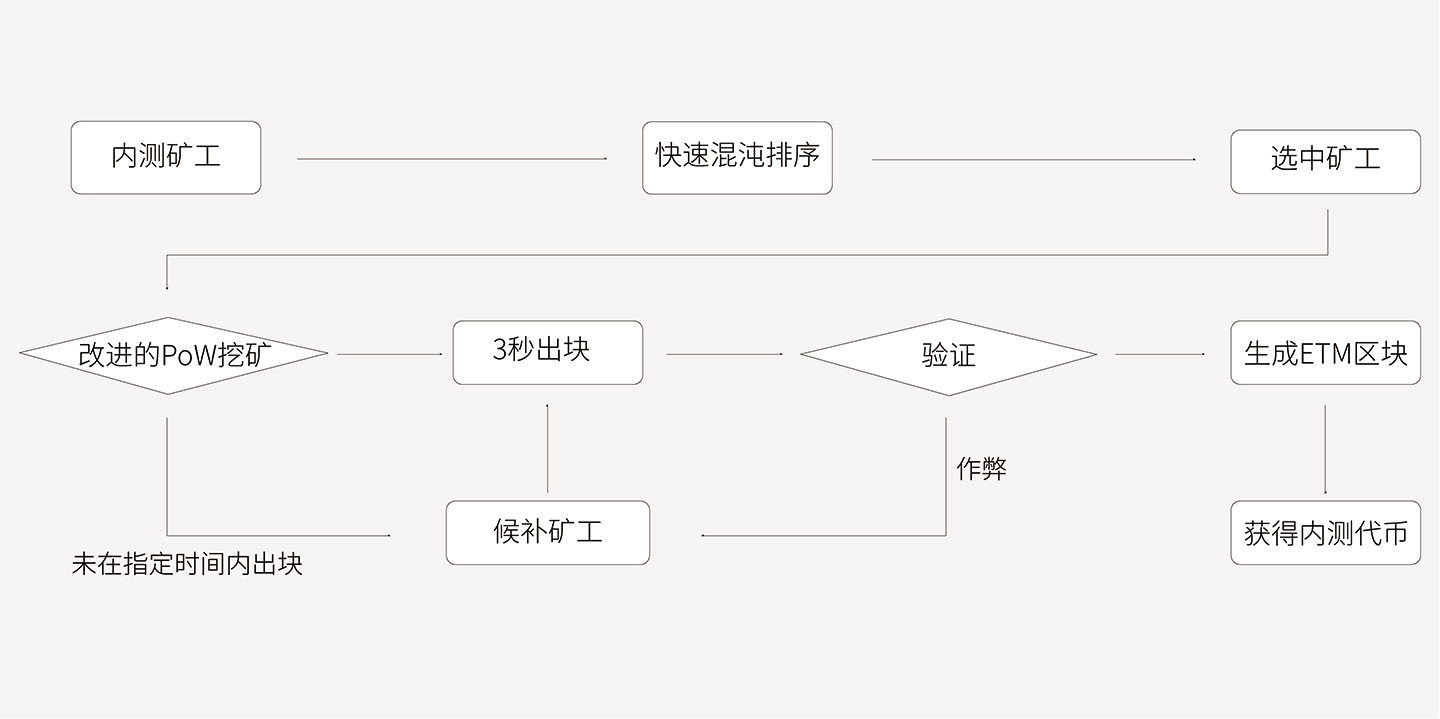 内测矿工
快速混沌排序
选中矿工
改进的PoW挖矿
3秒出块
验证
生成ETM区块
作弊
候补矿工
获得内测代币
未在指定时间内出块